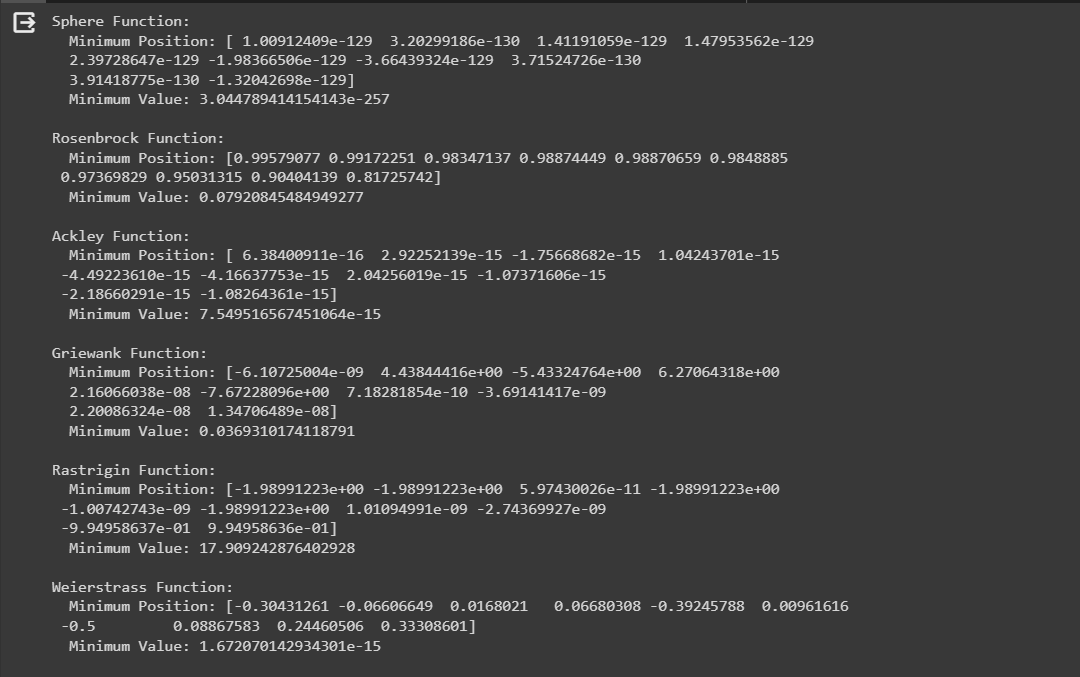 Sphere Function:
  Minimum Position: [ 1.00912409e-129  3.20299186e-130  1.41191059e-129  1.47953562e-129
  2.39728647e-129 -1.98366506e-129 -3.66439324e-129  3.71524726e-130
  3.91418775e-130 -1.32042698e-129]
  Minimum Value: 3.044789414154143e-257

Rosenbrock Function:
  Minimum Position: [0.99579077 0.99172251 0.98347137 0.98874449 0.98870659 0.9848885
 0.97369829 0.95031315 0.90404139 0.81725742]
  Minimum Value: 0.07920845484949277

Ackley Function:
  Minimum Position: [ 6.38400911e-16  2.92252139e-15 -1.75668682e-15  1.04243701e-15
 -4.49223610e-15 -4.16637753e-15  2.04256019e-15 -1.07371606e-15
 -2.18660291e-15 -1.08264361e-15]
  Minimum Value: 7.549516567451064e-15

Griewank Function:
  Minimum Position: [-6.10725004e-09  4.43844416e+00 -5.43324764e+00  6.27064318e+00
  2.16066038e-08 -7.67228096e+00  7.18281854e-10 -3.69141417e-09
  2.20086324e-08  1.34706489e-08]
  Minimum Value: 0.0369310174118791

Rastrigin Function:
  Minimum Position: [-1.98991223e+00 -1.98991223e+00  5.97430026e-11 -1.98991223e+00
 -1.00742743e-09 -1.98991223e+00  1.01094991e-09 -2.74369927e-09
 -9.94958637e-01  9.94958636e-01]
  Minimum Value: 17.909242876402928

Weierstrass Function:
  Minimum Position: [-0.30431261 -0.06606649  0.0168021   0.06680308 -0.39245788  0.00961616
 -0.5         0.08867583  0.24460506  0.33308601]
  Minimum Value: 1.672070142934301e-15